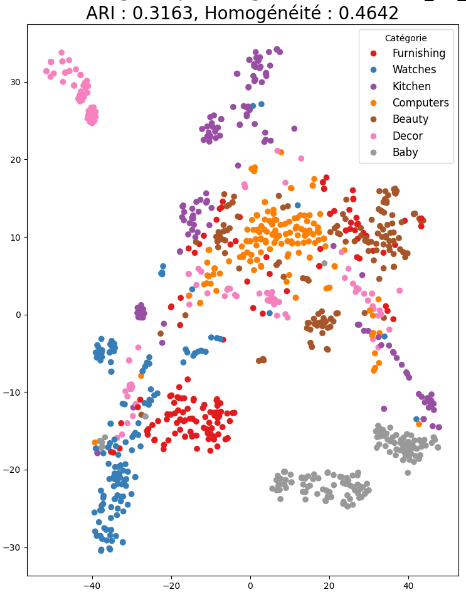 ARI : 0.3163, Homogénéité : 0.4642
Catégorie
Furnishing
Watches
Kitchen
Computers
Beauty
Decor
Baby
30
20
10
0
−10
−20
−30
−40 −20 0 20 40